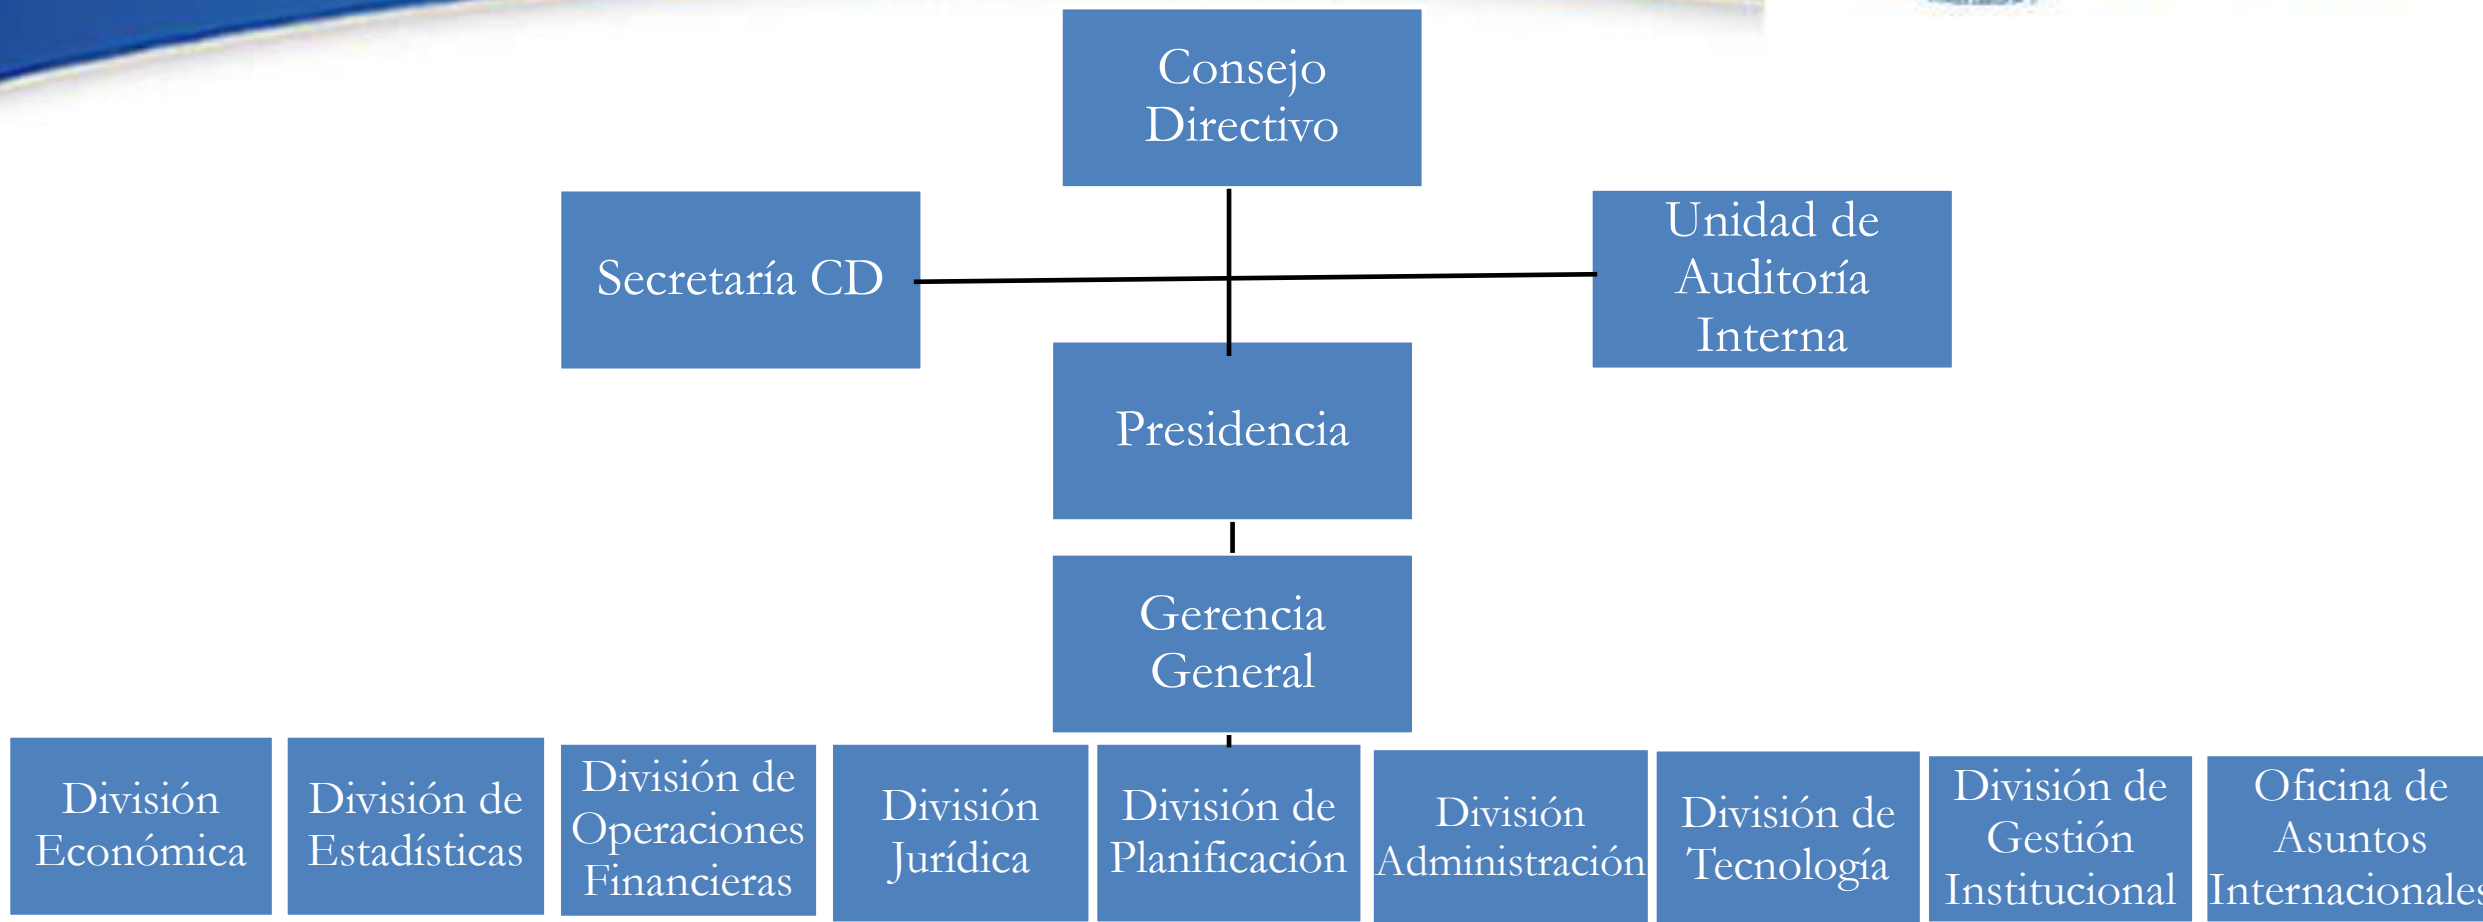 Consejo
Directivo
Secretaría CD
Unidad de
Auditoría
Interna
Presidencia
Gerencia
General
División
Económica
División de
Estadísticas
División de
Operaciones
Financieras
División
Jurídica
División de
Planificación
División
Administración
División de
Tecnología
División de
Gestión
Institucional
Oficina de
Asuntos
Internacionales